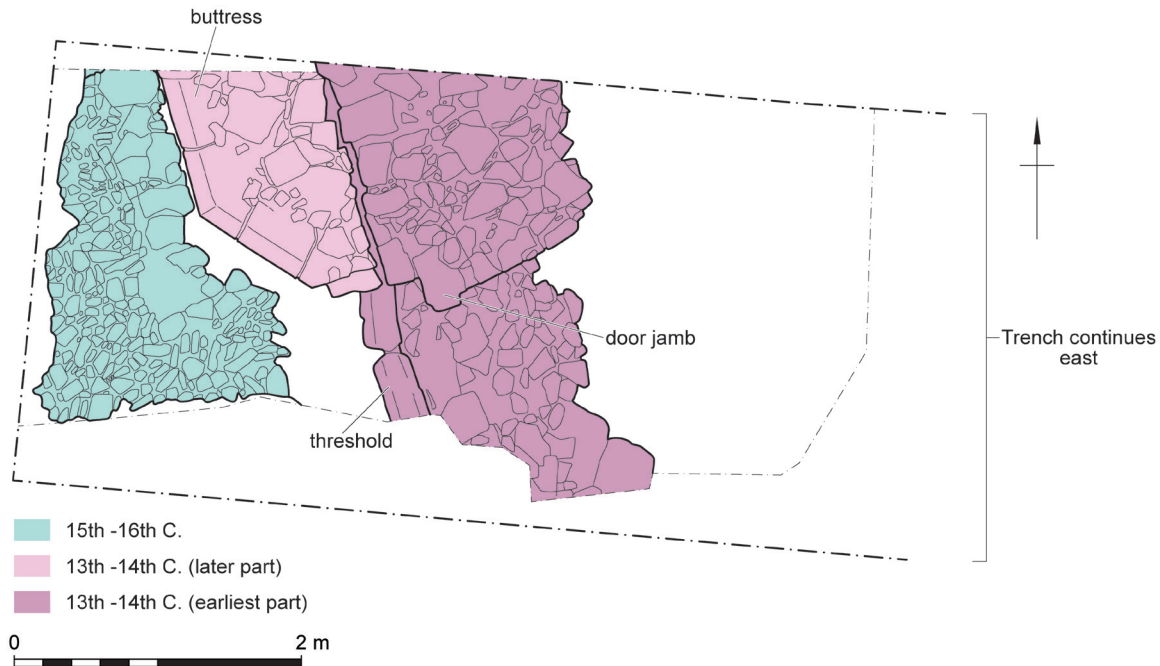 buttress
door jamb
Trench continues
east
threshold
15th -16th C.
13th -14th C. (later part)
13th -14th C. (earliest part)
0
2 m